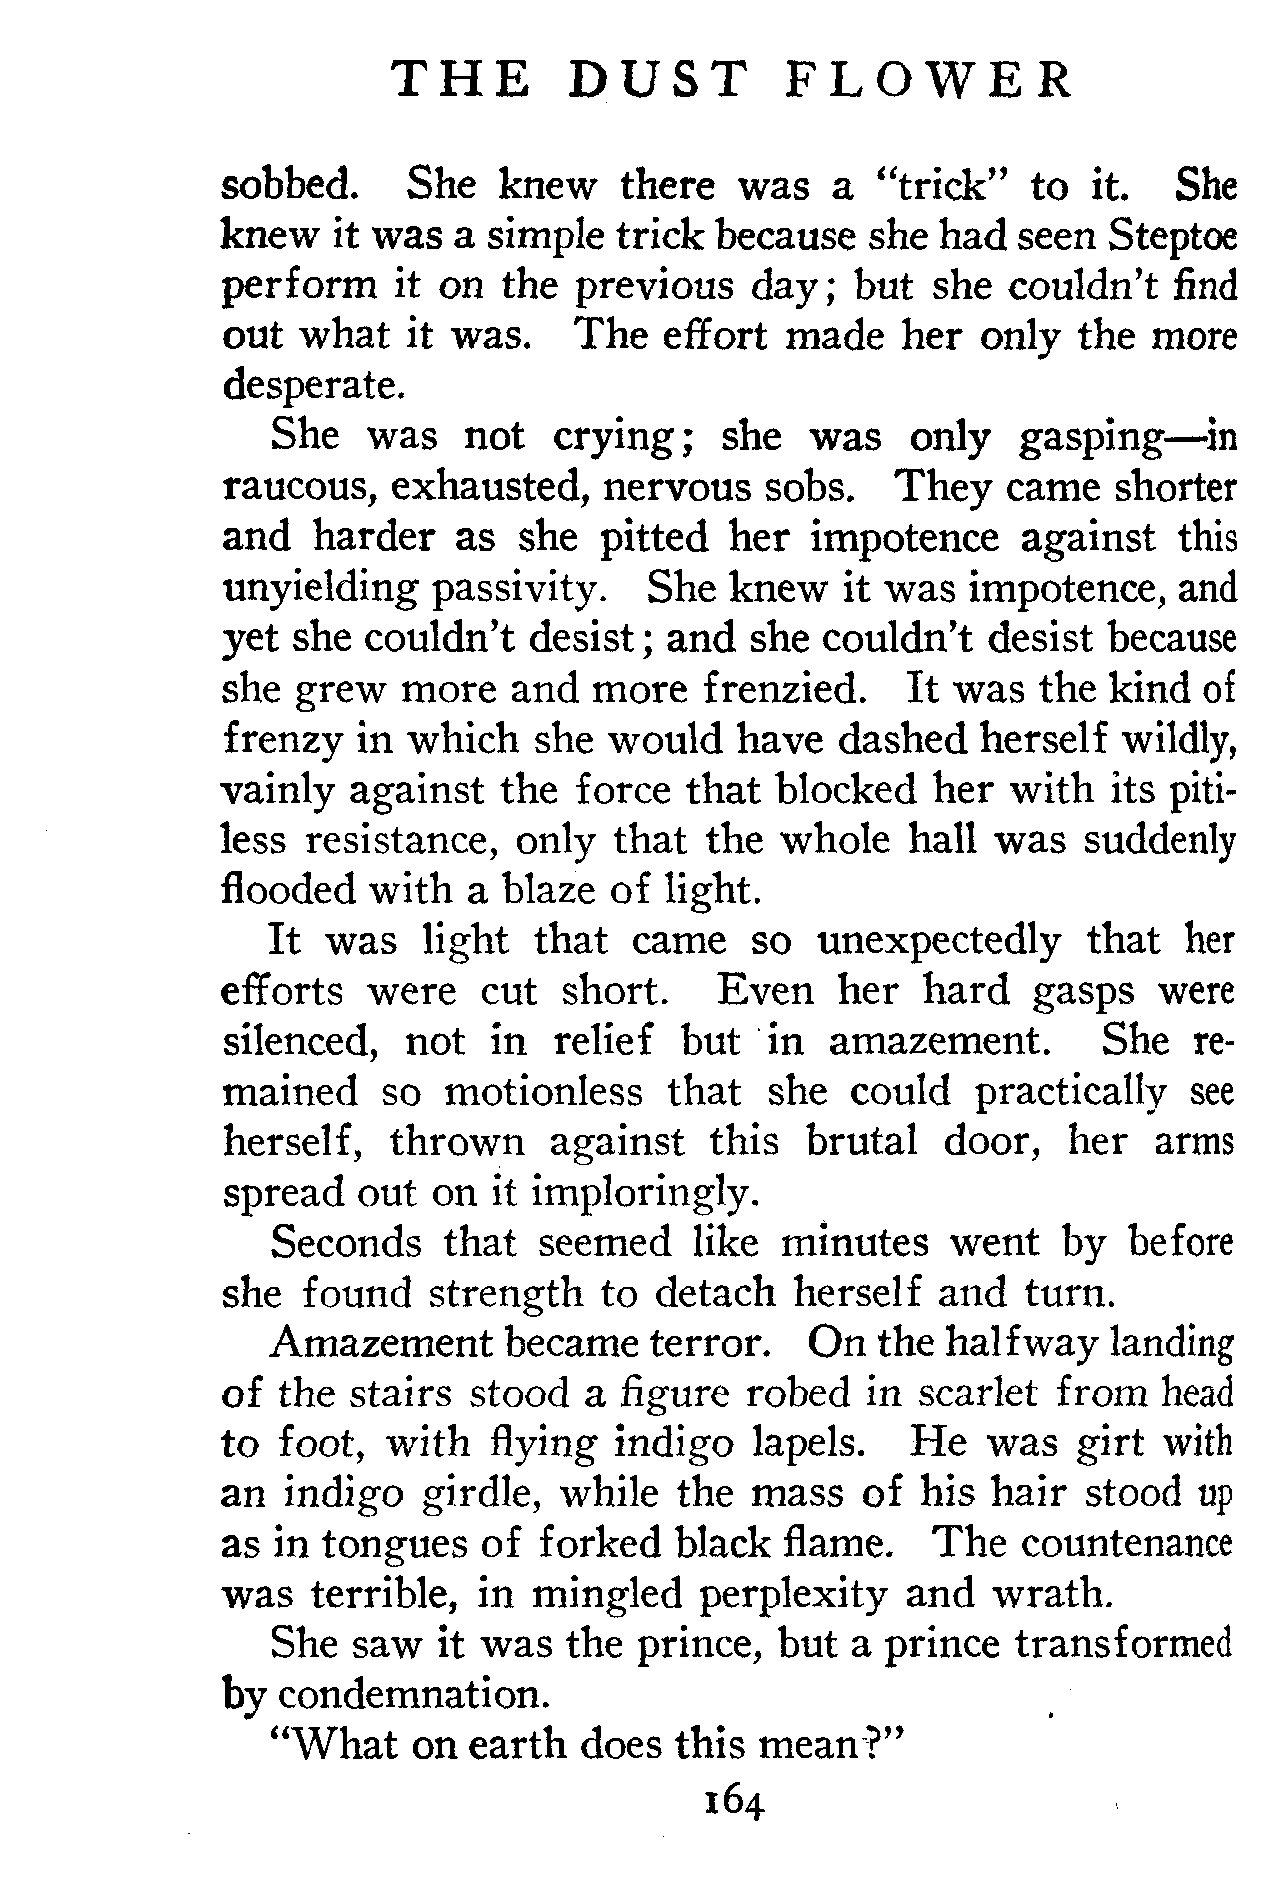 THE DUST FLOWER
sobbed. She knew there was a “trick” to it. She
knew it was a simple trick because she had seen Steptoe
perform it on the previous day; but she couldn’t find
out what it was. The effort made her only the more
desperate.
She was not crying; she was only gasping—in
raucous, exhausted, nervous sobs. They came shorter
and harder as she pitted her impotence against this
unyielding passivity. She knew it was impotence, and
yet she couldn’t desist; and she couldn’t desist because
she grew more and more frenzied. It was the kind of
frenzy in which she would have dashed herself wildly,
vainly against the force that blocked her with its piti-
less resistance, only that the whole hall was suddenly
flooded with a blaze of light.
It was light that came so unexpectedly that her
efforts were cut short. Even her hard gasps were
silenced, not in relief but in amazement. She re-
mained so motionless that she could practically see
herself, thrown against this brutal door, her arms
spread out on it imploringly.
Seconds that seemed like minutes went by before
she found strength to detach herself and turn.
Amazement became terror. On the halfway landing
of the stairs stood a figure robed in scarlet from head
to foot, with flying indigo lapels. He was girt with
an indigo girdle, while the mass of his hair stood up
as in tongues of forked black flame. The countenance
was terrible, in mingled perplexity and wrath.
She saw it was the prince, but a prince transformed
by condemnation.
“What on earth does this mean?”
164